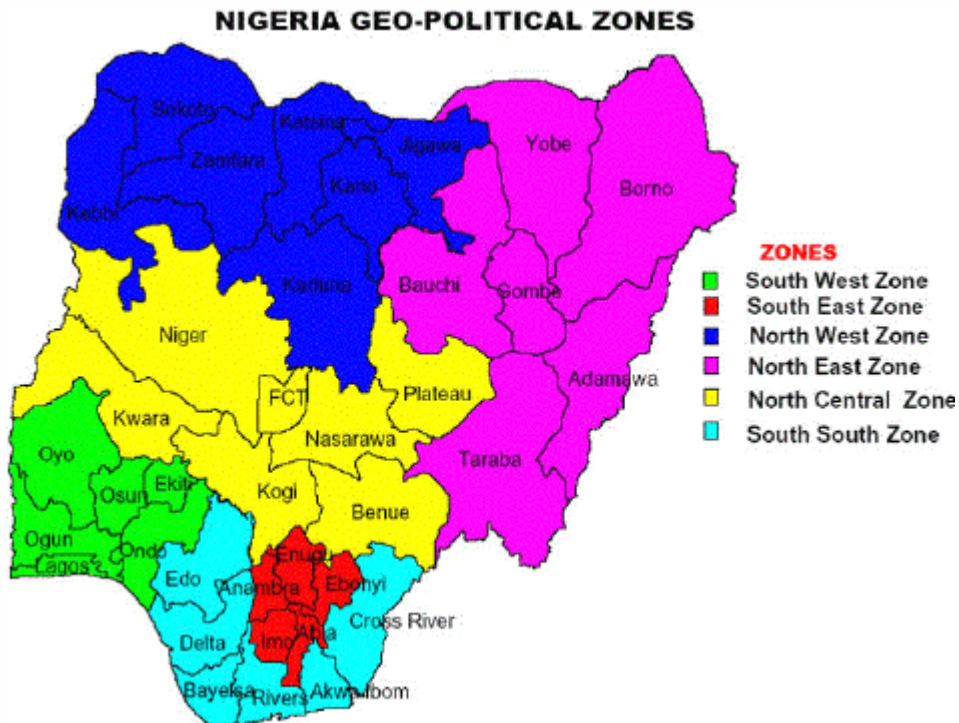 NIGERIA GEO-POLITICAL ZONES
Sokoto
Katsina
Jigawa
Yobe
Zamfara
Kano
Borno
Kebbi
Kaduna
Bauchi
Gombe
Niger
Adamawa
FCT
Plateau
Kwara
Nasarawa
Oyo
Taraba
Kogi
Benue
Osun
Ekiti
Ogun
Ondo
Lagos
Edo
Enugu
Anambra
Ebonyi
Cross River
Delta
Imo
Abia
Bayelsa
Rivers
Akwa-Ibom
ZONES
South West Zone
South East Zone
North West Zone
North East Zone
North Central Zone
South South Zone